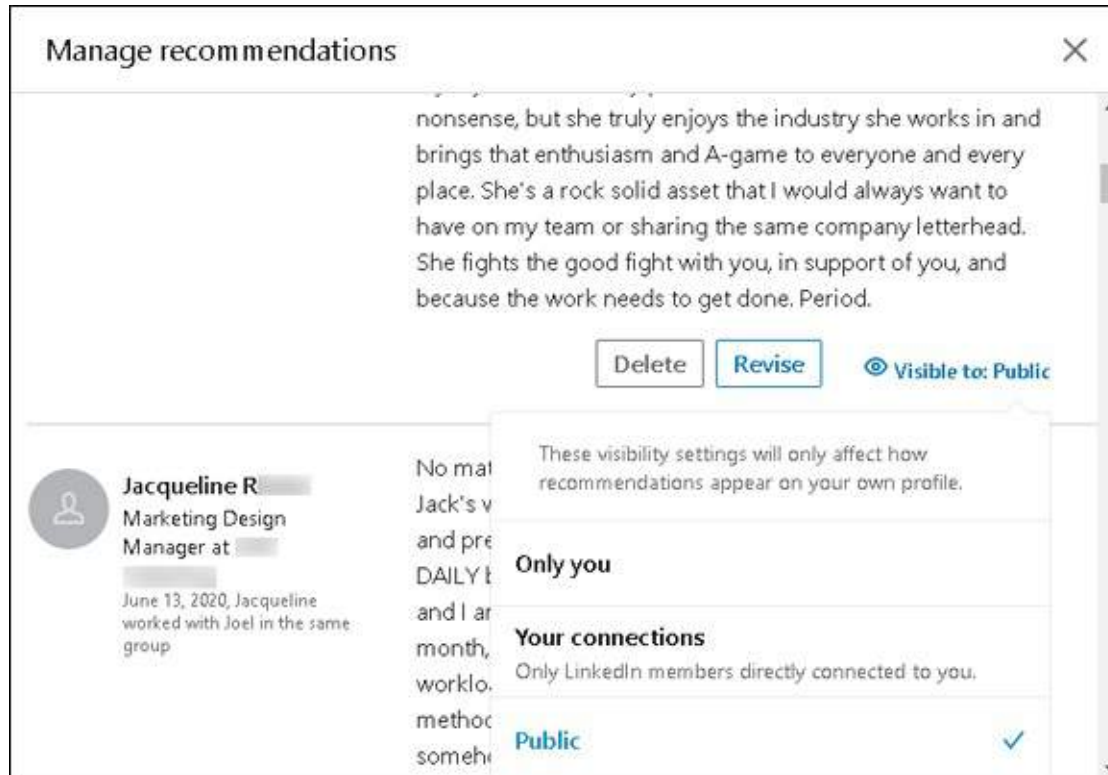 Manage recommendations
nonsense, but she truly enjoys the industry she works in and
brings that enthusiasm and A-game to everyone and every
place. She's a rock solid asset that I would always want to
have on my team or sharing the same company letterhead.
She fights the good fight with you, in support of you, and
because the work needs to get done. Period.
Delete Revise Visible to: Public
These visibility settings will only affect how
recommendations appear on your own profile.
Only you
Your connections
Only LinkedIn members directly connected to you.
Public
Jacqueline R
Marketing Design
Manager at
June 13, 2020, Jacqueline
worked with Joel in the same
group
No mat
Jack's
and pre
DAILY
and I ar
month,
worklo
method
someh